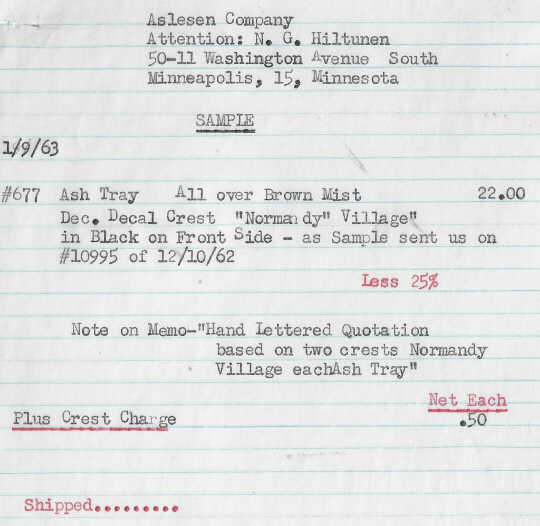 Aslesen Company
Attention: N. G. Hiltunen
50-11 Washington Avenue South
Minneapolis, 15, Minnesota
SAMPLE
1/9/63
#677 Ash Tray All over Brown Mist 22.00
Dec. Decal Crest "Normandy" Village"
in Black on Front Side - as Sample sent us on
#10995 of 12/10/62
Less 25%
Note on Memo-"Hand Lettered Quotation
based on two crests Normandy
Village eachAsh Tray"
Net Each
Plus Crest Charge .50
Shipped.........